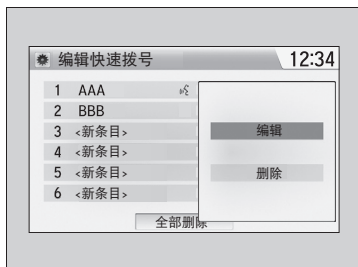 编辑快速拨号 12:34
1 AAA
2 BBB
3 <新条目>
4 <新条目>
5 <新条目>
6 <新条目>
编辑
删除
全部删除